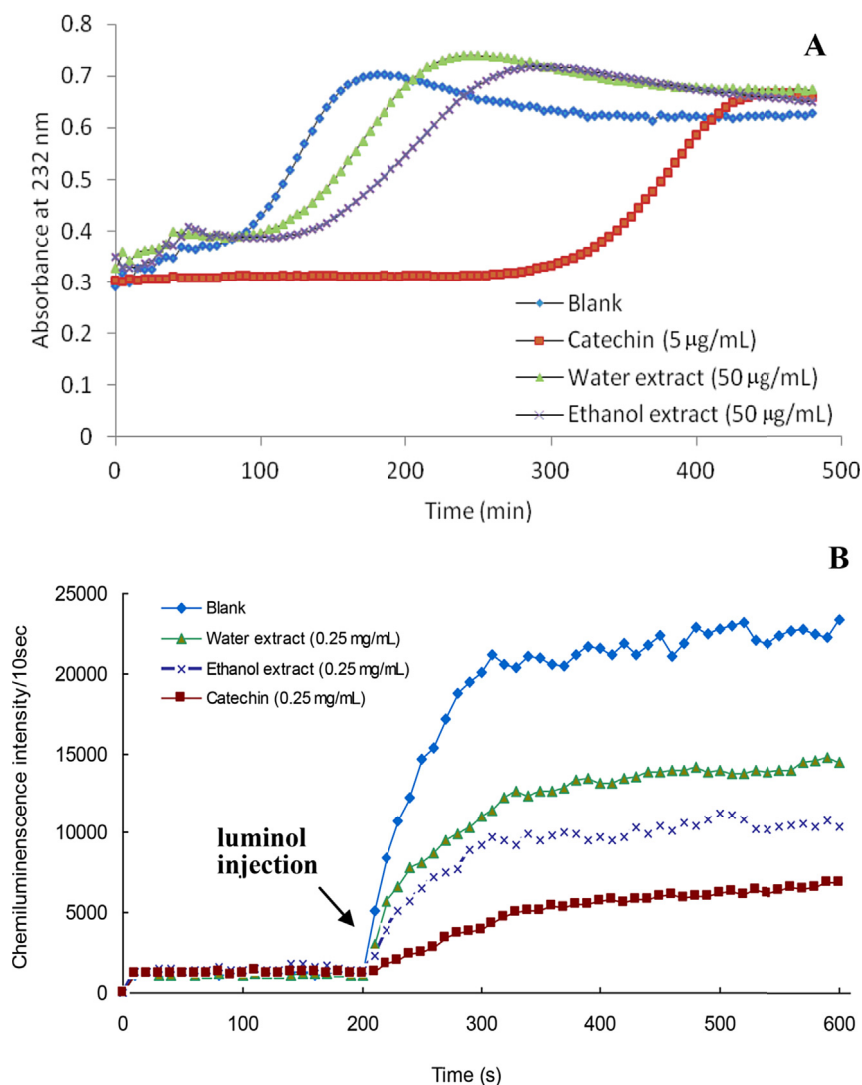 A
Absorbance at 232 nm
0.8
0.7
0.6
0.5
0.4
0.3
0.2
0.1
0
0 100 200 300 400 500
Time (min)
Blank
Catechin (5 μg/mL)
Water extract (50 μg/mL)
Ethanol extract (50 μg/mL)
B
Chemiluminenscence intensity/10sec
25000
20000
15000
10000
5000
0
Blank
Water extract (0.25 mg/mL)
Ethanol extract (0.25 mg/mL)
Catechin (0.25 mg/mL)
luminol
injection
0 100 200 300 400 500 600
Time (s)